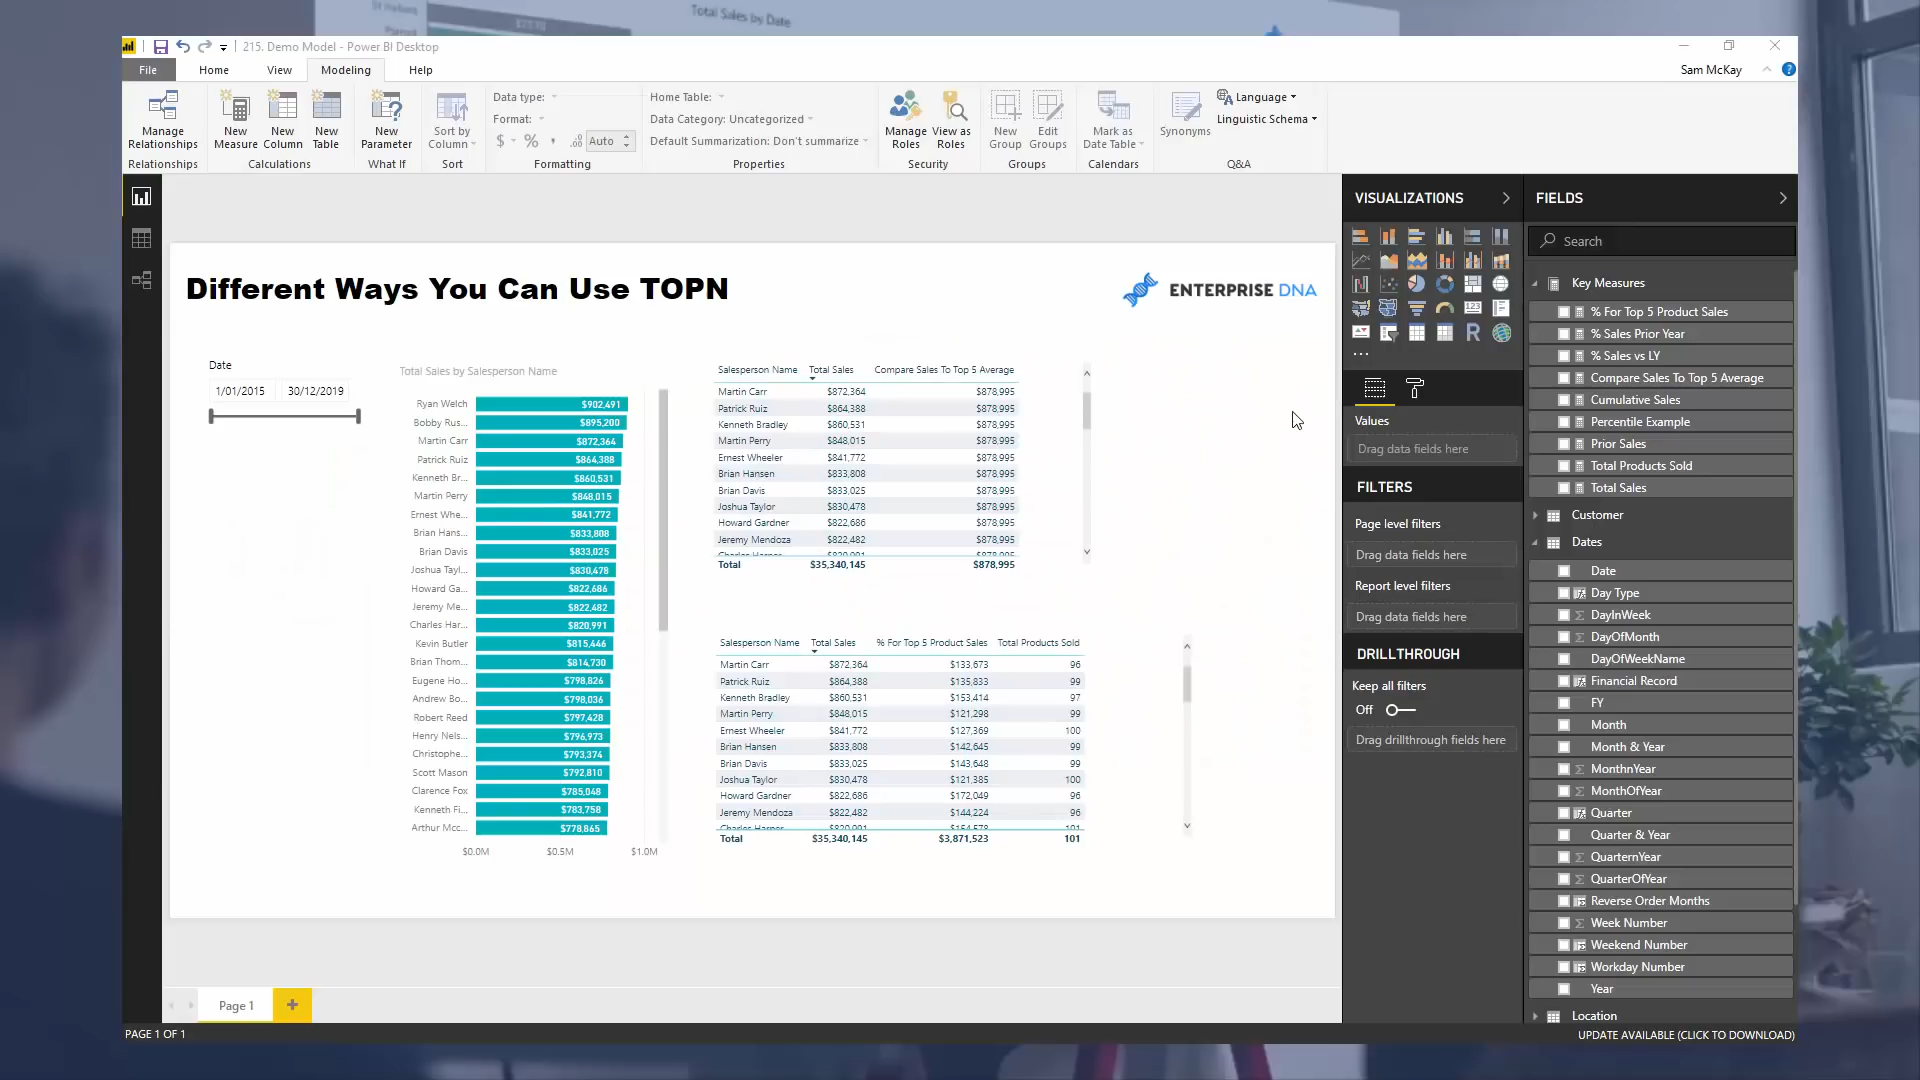 Total Sales by Date
215. Demo Model - Power BI Desktop
File
Home
View
Modeling
Help
Sam McKay
Manage Relationships
New Measure
New Column
New Table
New Parameter
Sort by Column
Data type:
Format:
$ % , .00 Auto
Home Table:
Data Category: Uncategorized
Default Summarization: Don't summarize
Manage Roles
View as Roles
New Group
Edit Groups
Mark as Date Table
Synonyms
Language
Linguistic Schema
Relationships
Calculations
What If
Sort
Formatting
Properties
Security
Groups
Calendars
Q&A
Different Ways You Can Use TOPN
ENTERPRISE DNA
Date
1/01/2015 30/12/2019
Total Sales by Salesperson Name
Ryan Welch $902,491
Bobby Rus... $895,200
Martin Carr $872,364
Patrick Ruiz $864,388
Kenneth Br... $860,531
Martin Perry $848,015
Ernest Whe... $841,772
Brian Hans... $833,808
Brian Davis $833,025
Joshua Tayl... $830,478
Howard Ga... $822,686
Jeremy Me... $822,482
Charles Har... $820,991
Kevin Butler $815,446
Brian Thom... $814,730
Eugene Ho... $798,826
Andrew Bo... $798,036
Robert Reed $797,428
Henry Nels... $796,973
Christophe... $793,374
Scott Mason $792,810
Clarence Fox $785,048
Kenneth Fi... $783,758
Arthur Mcc... $778,865
$0.0M $0.5M $1.0M
Salesperson Name Total Sales Compare Sales To Top 5 Average
Martin Carr $872,364 $878,995
Patrick Ruiz $864,388 $878,995
Kenneth Bradley $860,531 $878,995
Martin Perry $848,015 $878,995
Ernest Wheeler $841,772 $878,995
Brian Hansen $833,808 $878,995
Brian Davis $833,025 $878,995
Joshua Taylor $830,478 $878,995
Howard Gardner $822,686 $878,995
Jeremy Mendoza $822,482 $878,995
Charles Harper $820,991 $878,995
Total $35,340,145 $878,995
Salesperson Name Total Sales % For Top 5 Product Sales Total Products Sold
Martin Carr $872,364 $133,673 96
Patrick Ruiz $864,388 $135,833 99
Kenneth Bradley $860,531 $153,414 97
Martin Perry $848,015 $121,298 99
Ernest Wheeler $841,772 $127,369 100
Brian Hansen $833,808 $142,645 99
Brian Davis $833,025 $143,648 99
Joshua Taylor $830,478 $121,385 100
Howard Gardner $822,686 $172,049 96
Jeremy Mendoza $822,482 $144,224 96
Charles Harper $820,991 $154,578 101
Total $35,340,145 $3,871,523 101
VISUALIZATIONS
Values
Drag data fields here
FILTERS
Page level filters
Drag data fields here
Report level filters
Drag data fields here
DRILLTHROUGH
Keep all filters
Off
Drag drillthrough fields here
FIELDS
Search
Key Measures
% For Top 5 Product Sales
% Sales Prior Year
% Sales vs LY
Compare Sales To Top 5 Average
Cumulative Sales
Percentile Example
Prior Sales
Total Products Sold
Total Sales
Customer
Dates
Date
Day Type
DayInWeek
DayOfMonth
DayOfWeekName
Financial Record
FY
Month
Month & Year
MonthnYear
MonthOfYear
Quarter
Quarter & Year
QuarternYear
QuarterOfYear
Reverse Order Months
Week Number
Weekend Number
Workday Number
Year
Location
Page 1
PAGE 1 OF 1
UPDATE AVAILABLE (CLICK TO DOWNLOAD)